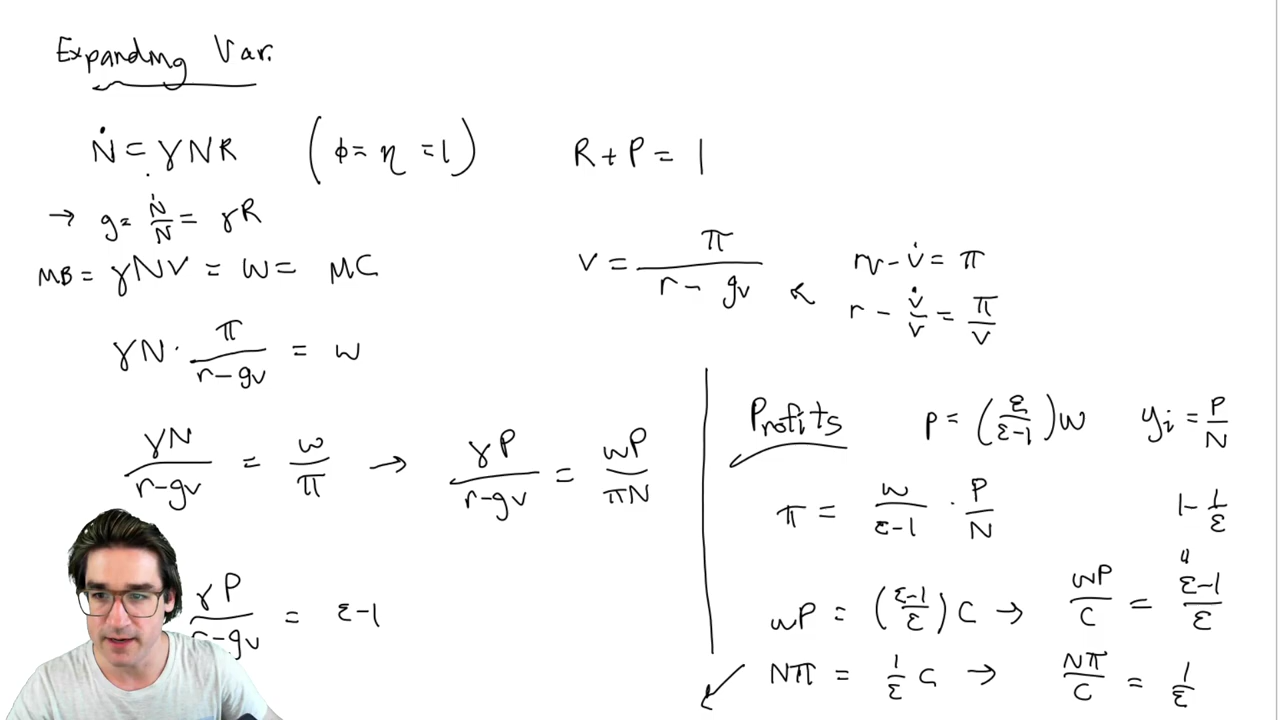 Expanding Var.
Ṅ = γNR (ϕ = η = 1) R + P = 1
→ g = Ṅ/N = γR
MB = γNV = w = MC
V = π/(r - gv) < rv - v̇ = π
r - v̇/v = π/v
γN · π/(r - gv) = w
γN/(r - gv) = w/π → γP/(r - gv) = wP/πN
γP/(r - gv) = ε - 1
Profits p = (ε/(ε-1))w yi = P/N
π = w/(ε-1) · P/N 1 - 1/ε
"
wP = ((ε-1)/ε) C → wP/C = (ε-1)/ε
Nπ = 1/ε C → Nπ/C = 1/ε